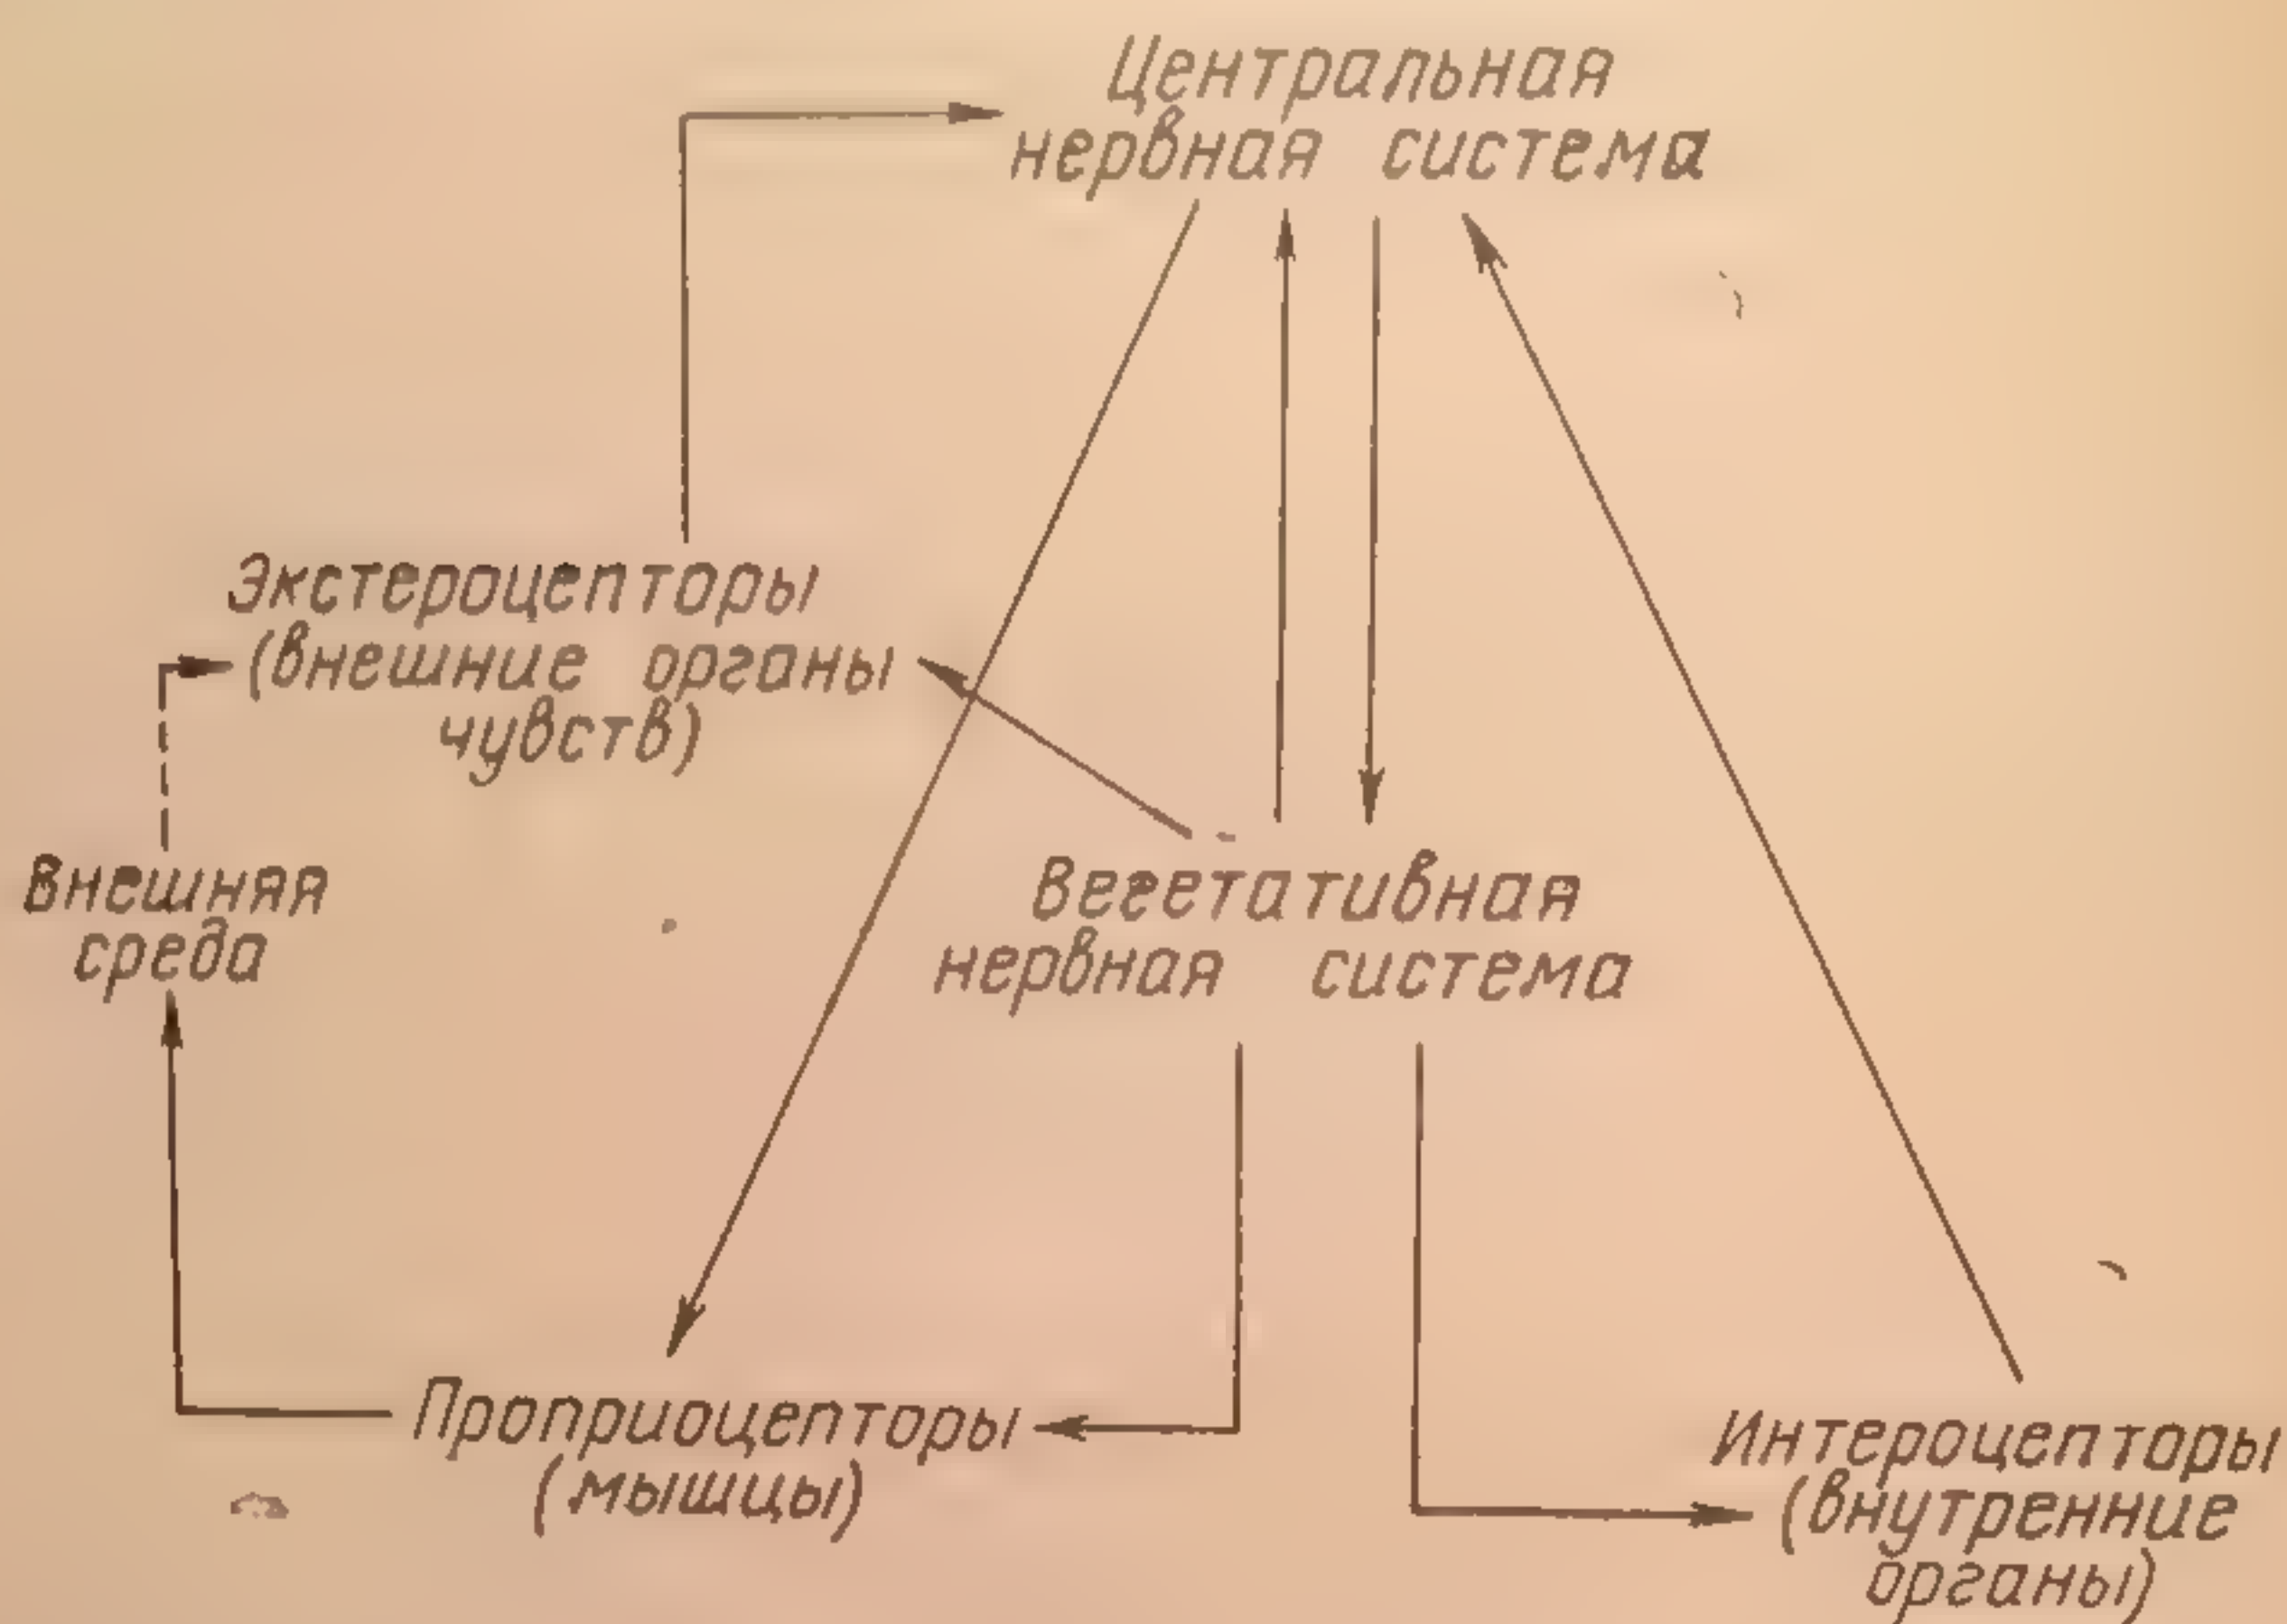 Центральная
нервная система
Экстероцепторы
(внешние органы
чувств)
Внешняя
среда
Вегетативная
нервная система
Проприоцепторы
(мышцы)
Интероцепторы
(внутренние
органы)